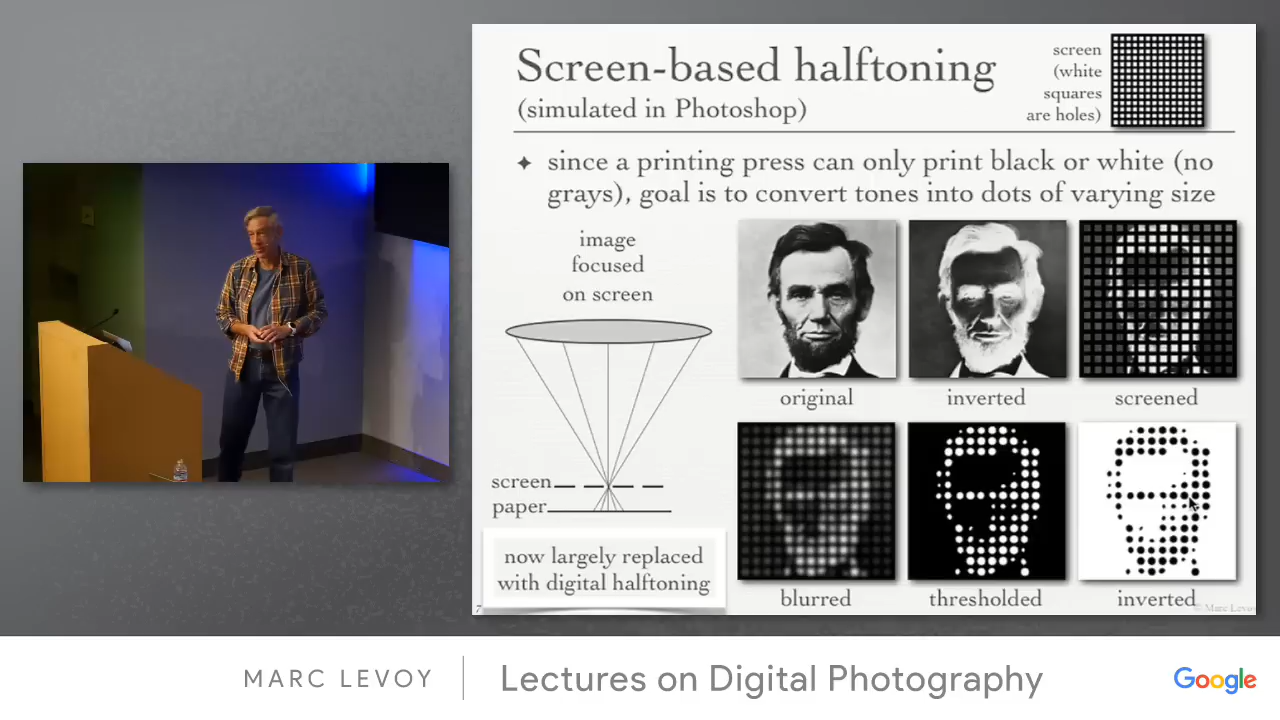 Screen-based halftoning
(simulated in Photoshop)
screen
(white
squares
are holes)
✦ since a printing press can only print black or white (no
grays), goal is to convert tones into dots of varying size
image
focused
on screen
screen
paper
now largely replaced
with digital halftoning
original
inverted
screened
blurred
thresholded
inverted
7
© Marc Levoy
MARC LEVOY
Lectures on Digital Photography
Google